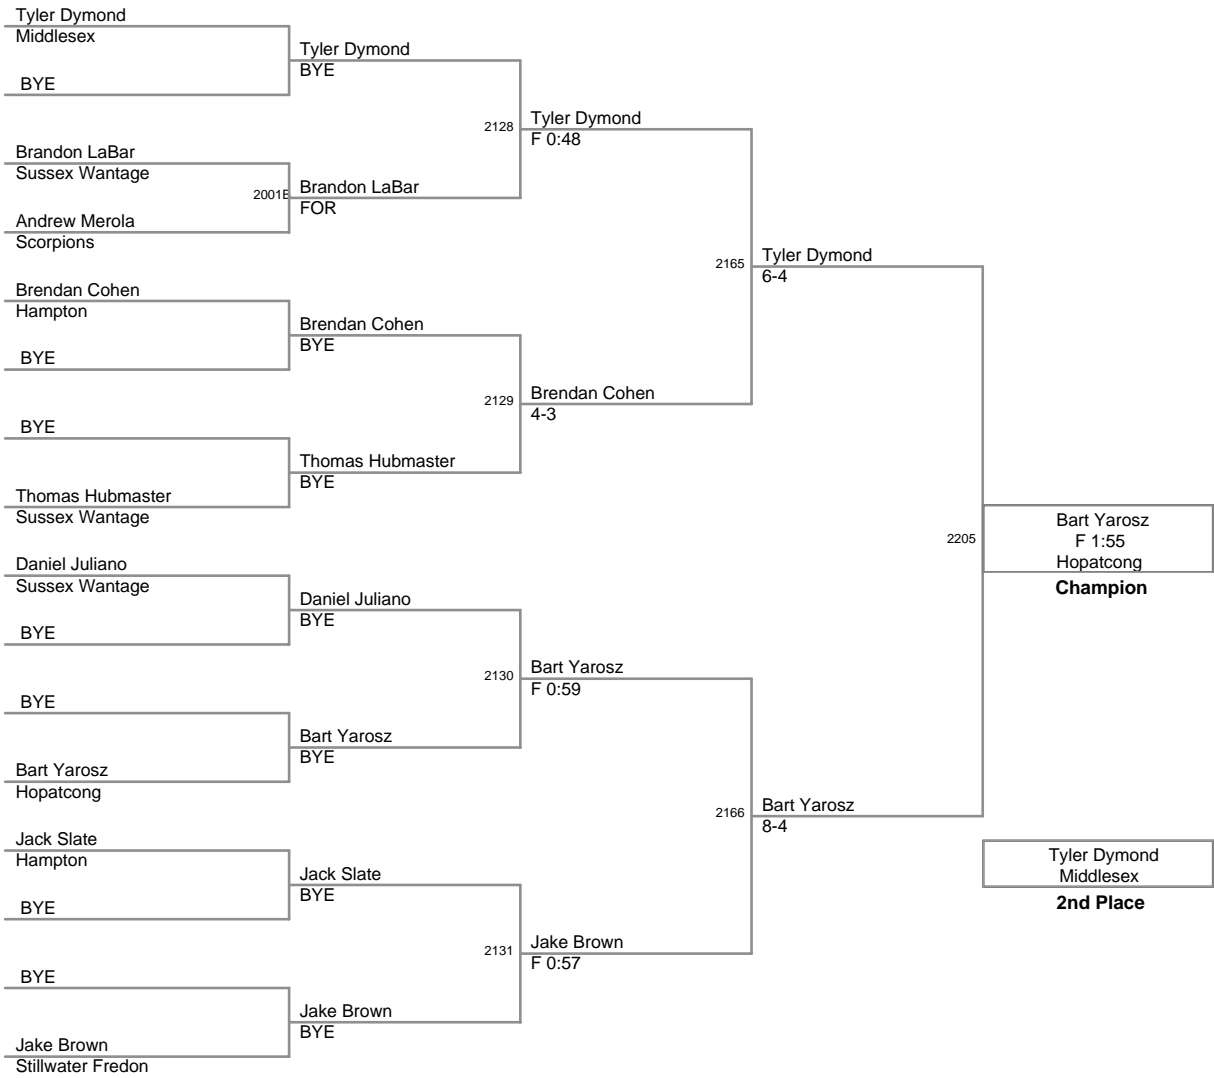 Tyler Dymond
Middlesex
BYE
Brandon LaBar
Sussex Wantage
2001B
Andrew Merola
Scorpions
Brendan Cohen
Hampton
BYE
BYE
Thomas Hubmaster
Sussex Wantage
Daniel Juliano
Sussex Wantage
BYE
BYE
Bart Yarosz
Hopatcong
Jack Slate
Hampton
BYE
BYE
Jake Brown
Stillwater Fredon
Tyler Dymond
BYE
2128
Brandon LaBar
FOR
Brendan Cohen
BYE
2129
Thomas Hubmaster
BYE
Daniel Juliano
BYE
2130
Bart Yarosz
BYE
Jack Slate
BYE
2131
Jake Brown
BYE
Tyler Dymond
F 0:48
2165
Brendan Cohen
4-3
Bart Yarosz
F 0:59
2166
Jake Brown
F 0:57
Tyler Dymond
6-4
2205
Bart Yarosz
8-4
Bart Yarosz
F 1:55
Hopatcong
Champion
Tyler Dymond
Middlesex
2nd Place